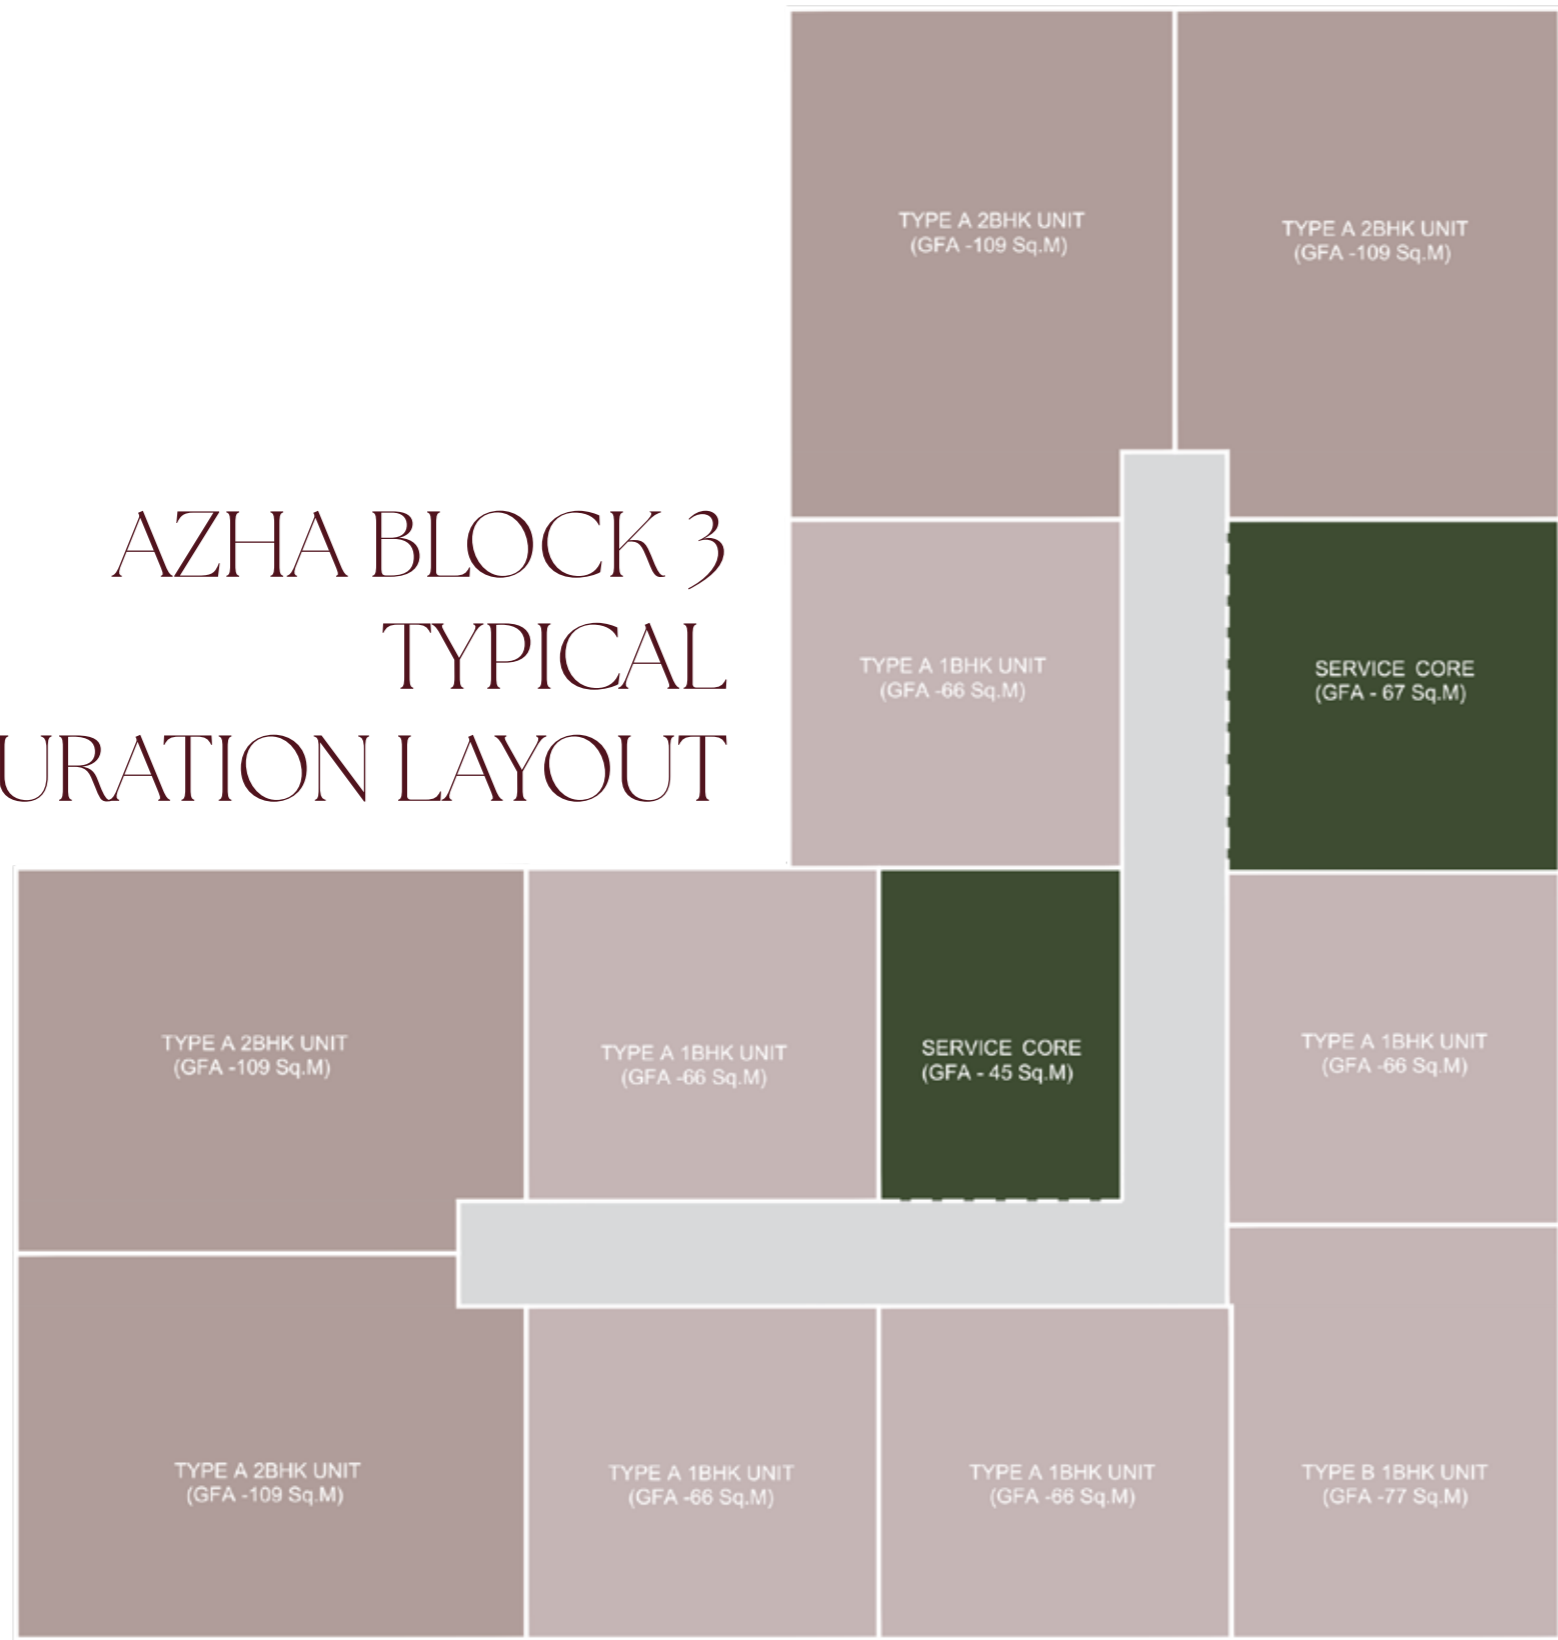 TYPE A 2BHK UNIT
(GFA -109 Sq.M)
TYPE A 2BHK UNIT
(GFA -109 Sq.M)
AZHA BLOCK 3
TYPICAL
URATION LAYOUT
TYPE A 1BHK UNIT
(GFA -66 Sq.M)
SERVICE CORE
(GFA - 67 Sq.M)
TYPE A 2BHK UNIT
(GFA -109 Sq.M)
TYPE A 1BHK UNIT
(GFA -66 Sq.M)
SERVICE CORE
(GFA - 45 Sq.M)
TYPE A 1BHK UNIT
(GFA -66 Sq.M)
TYPE A 2BHK UNIT
(GFA -109 Sq.M)
TYPE A 1BHK UNIT
(GFA -66 Sq.M)
TYPE A 1BHK UNIT
(GFA -66 Sq.M)
TYPE B 1BHK UNIT
(GFA -77 Sq.M)